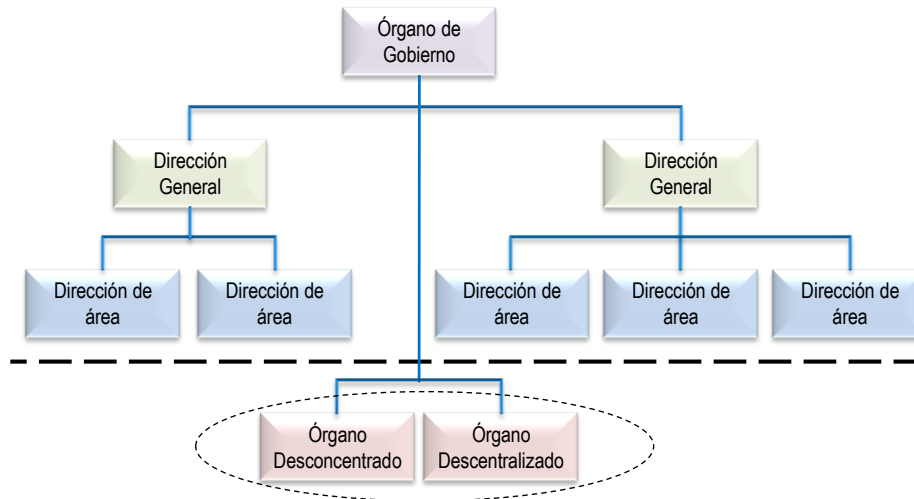 Órgano de
Gobierno
Dirección
General
Dirección
General
Dirección de
área
Dirección de
área
Dirección de
área
Dirección de
área
Dirección de
área
Órgano
Desconcentrado
Órgano
Descentralizado